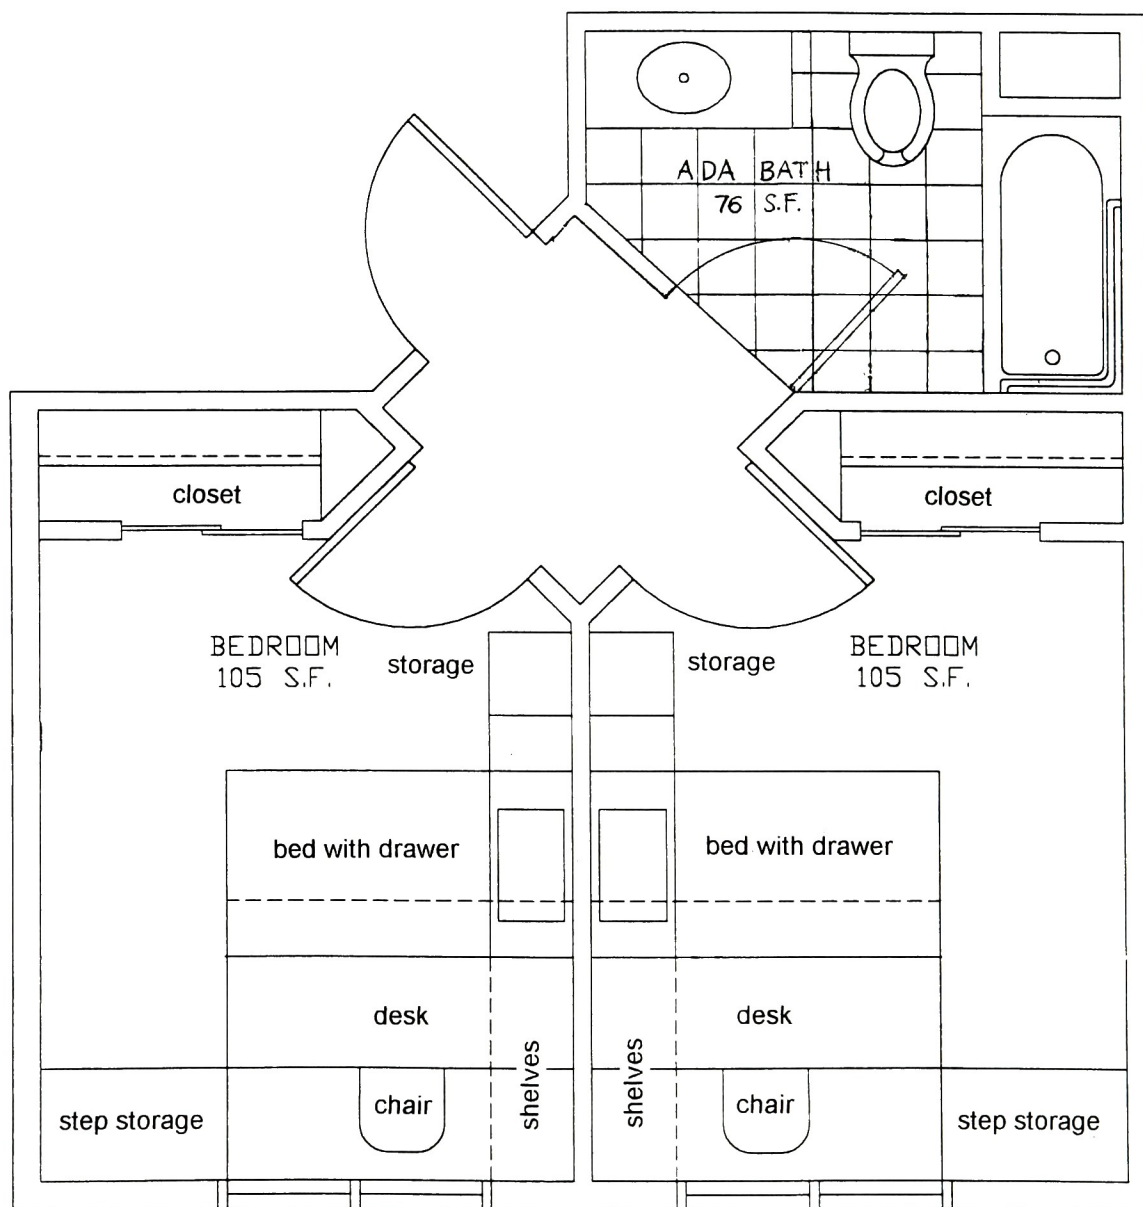 ADA BATH
76 S.F.
closet
closet
BEDROOM
105 S.F.
storage
storage
BEDROOM
105 S.F.
bed with drawer
bed with drawer
desk
desk
shelves
shelves
chair
chair
step storage
step storage